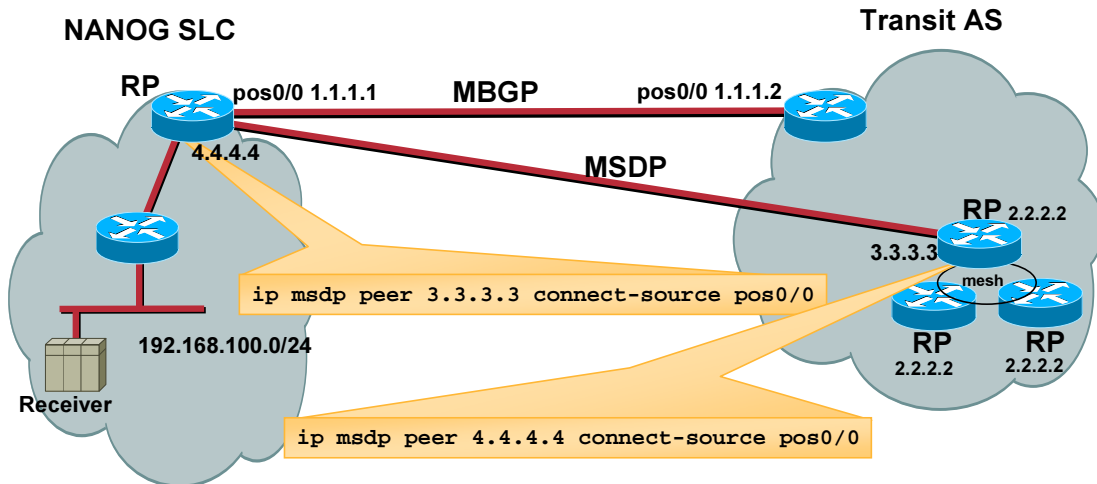 NANOG SLC
Transit AS
RP
pos0/0 1.1.1.1
MBGP
pos0/0 1.1.1.2
4.4.4.4
MSDP
RP 2.2.2.2
3.3.3.3
mesh
ip msdp peer 3.3.3.3 connect-source pos0/0
192.168.100.0/24
RP
2.2.2.2
RP
2.2.2.2
Receiver
ip msdp peer 4.4.4.4 connect-source pos0/0